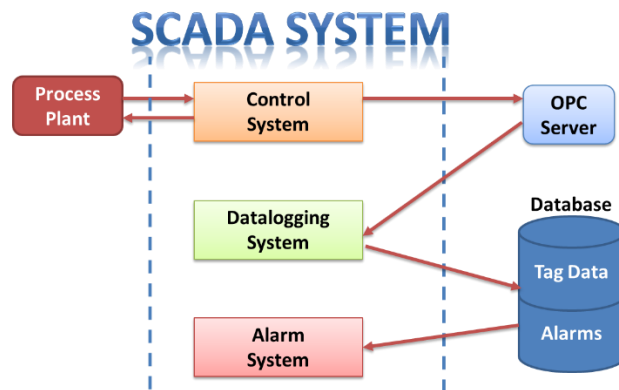 SCADA SYSTEM
Process
Plant
Control
System
OPC
Server
Datalogging
System
Database
Tag Data
Alarms
Alarm
System